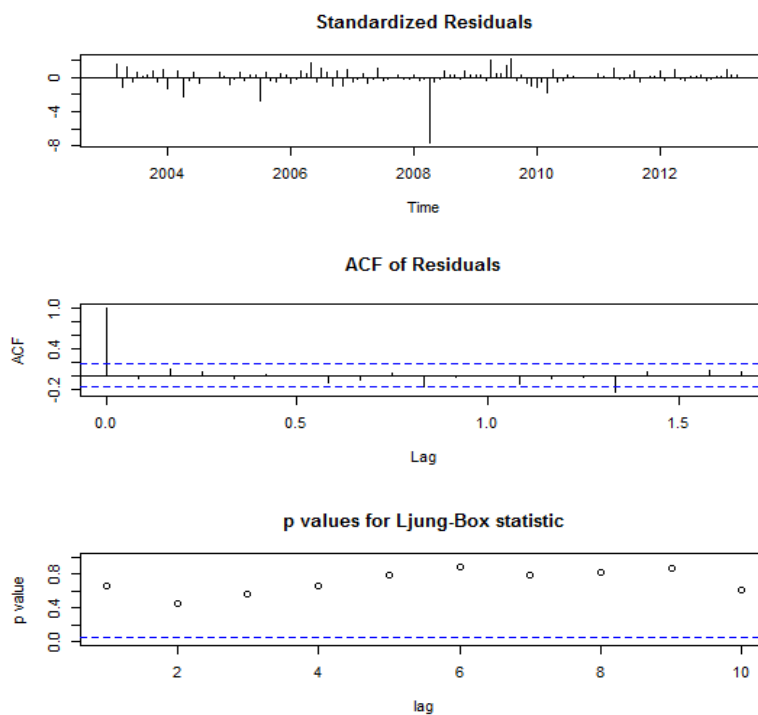 Standardized Residuals
0
-4
-8
2004 2006 2008 2010 2012
Time
ACF of Residuals
ACF
1.0
0.4
-0.2
0.0 0.5 1.0 1.5
Lag
p values for Ljung-Box statistic
p value
0.8
0.4
0.0
2 4 6 8 10
lag